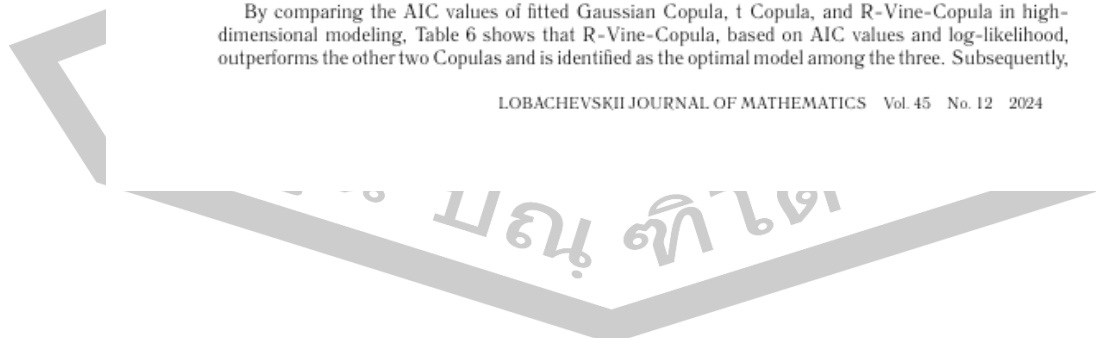 By comparing the AIC values of fitted Gaussian Copula, t Copula, and R-Vine-Copula in high-
dimensional modeling, Table 6 shows that R-Vine-Copula, based on AIC values and log-likelihood,
outperforms the other two Copulas and is identified as the optimal model among the three. Subsequently,
LOBACHEVSKII JOURNAL OF MATHEMATICS Vol. 45 No. 12 2024